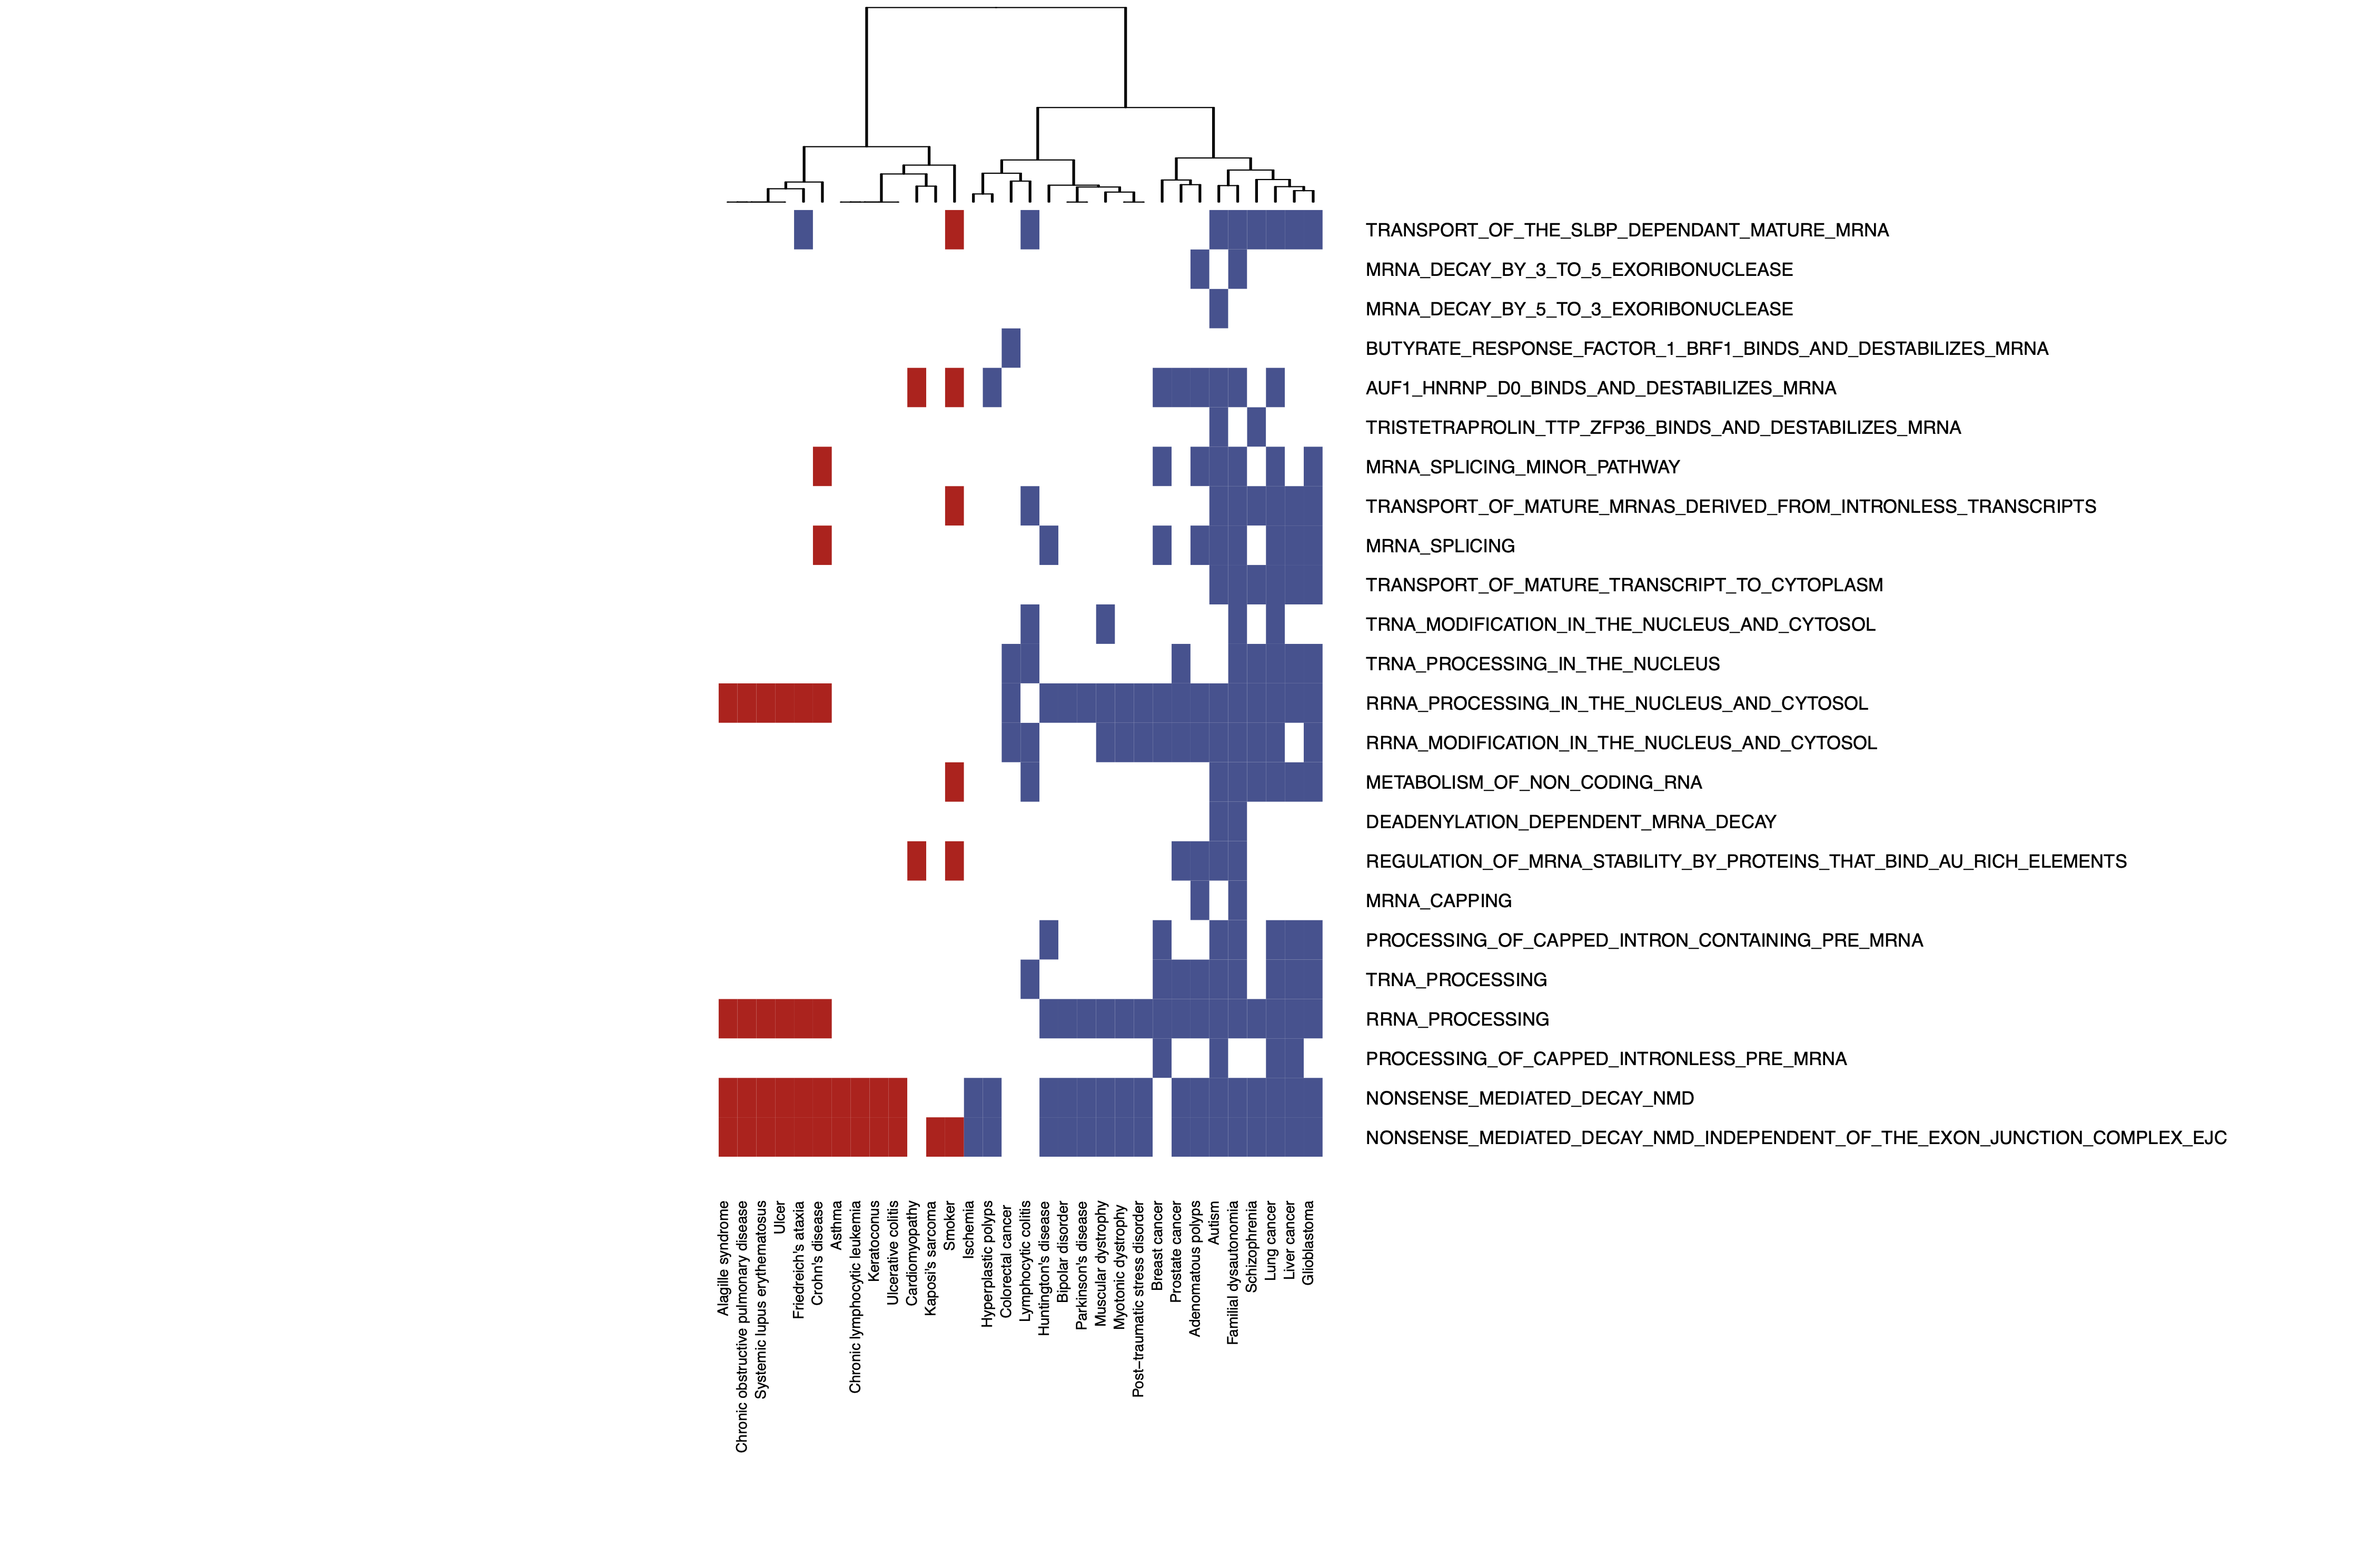 TRANSPORT_OF_THE_SLBP_DEPENDANT_MATURE_MRNA
MRNA_DECAY_BY_3_TO_5_EXORIBONUCLEASE
MRNA_DECAY_BY_5_TO_3_EXORIBONUCLEASE
BUTYRATE_RESPONSE_FACTOR_1_BRF1_BINDS_AND_DESTABILIZES_MRNA
AUF1_HNRNP_D0_BINDS_AND_DESTABILIZES_MRNA
TRISTETRAPROLIN_TTP_ZFP36_BINDS_AND_DESTABILIZES_MRNA
MRNA_SPLICING_MINOR_PATHWAY
TRANSPORT_OF_MATURE_MRNAS_DERIVED_FROM_INTRONLESS_TRANSCRIPTS
MRNA_SPLICING
TRANSPORT_OF_MATURE_TRANSCRIPT_TO_CYTOPLASM
TRNA_MODIFICATION_IN_THE_NUCLEUS_AND_CYTOSOL
TRNA_PROCESSING_IN_THE_NUCLEUS
RRNA_PROCESSING_IN_THE_NUCLEUS_AND_CYTOSOL
RRNA_MODIFICATION_IN_THE_NUCLEUS_AND_CYTOSOL
METABOLISM_OF_NON_CODING_RNA
DEADENYLATION_DEPENDENT_MRNA_DECAY
REGULATION_OF_MRNA_STABILITY_BY_PROTEINS_THAT_BIND_AU_RICH_ELEMENTS
MRNA_CAPPING
PROCESSING_OF_CAPPED_INTRON_CONTAINING_PRE_MRNA
TRNA_PROCESSING
RRNA_PROCESSING
PROCESSING_OF_CAPPED_INTRONLESS_PRE_MRNA
NONSENSE_MEDIATED_DECAY_NMD
NONSENSE_MEDIATED_DECAY_NMD_INDEPENDENT_OF_THE_EXON_JUNCTION_COMPLEX_EJC
Alagille syndrome
Chronic obstructive pulmonary disease
Systemic lupus erythematosus
Ulcer
Friedreich's ataxia
Crohn's disease
Asthma
Chronic lymphocytic leukemia
Keratoconus
Ulcerative colitis
Cardiomyopathy
Kaposi's sarcoma
Smoker
Ischemia
Hyperplastic polyps
Colorectal cancer
Lymphocytic colitis
Huntington's disease
Bipolar disorder
Parkinson's disease
Muscular dystrophy
Myotonic dystrophy
Post−traumatic stress disorder
Breast cancer
Prostate cancer
Adenomatous polyps
Autism
Familial dysautonomia
Schizophrenia
Lung cancer
Liver cancer
Glioblastoma